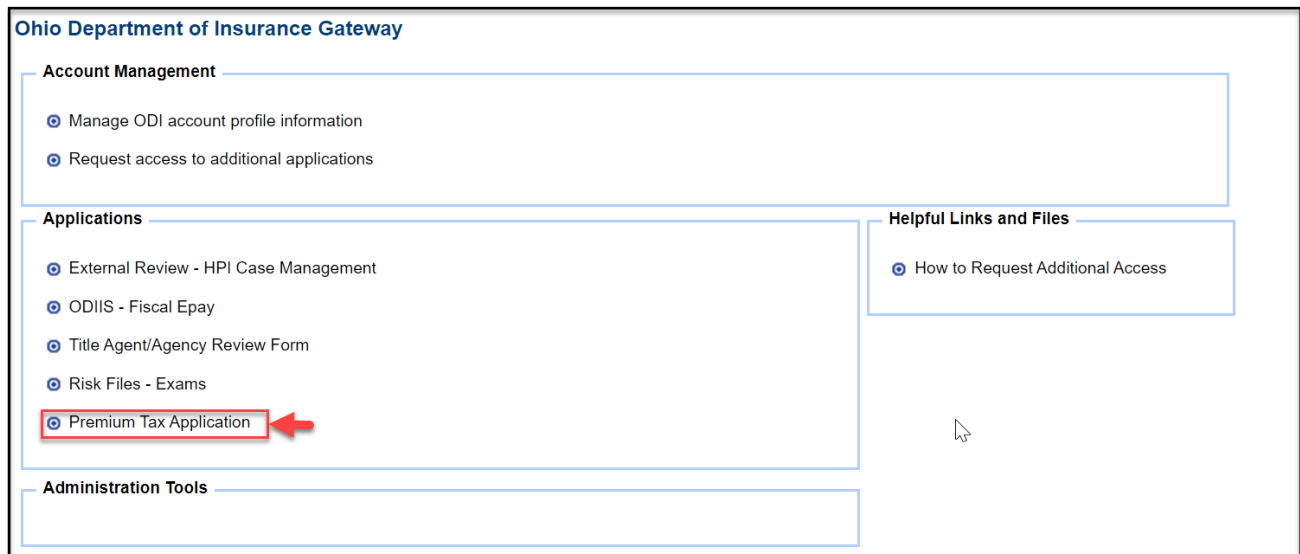 Ohio Department of Insurance Gateway
Account Management
Manage ODI account profile information
Request access to additional applications
Applications
External Review - HPI Case Management
ODIIS - Fiscal Epay
Title Agent/Agency Review Form
Risk Files - Exams
Premium Tax Application
Helpful Links and Files
How to Request Additional Access
Administration Tools